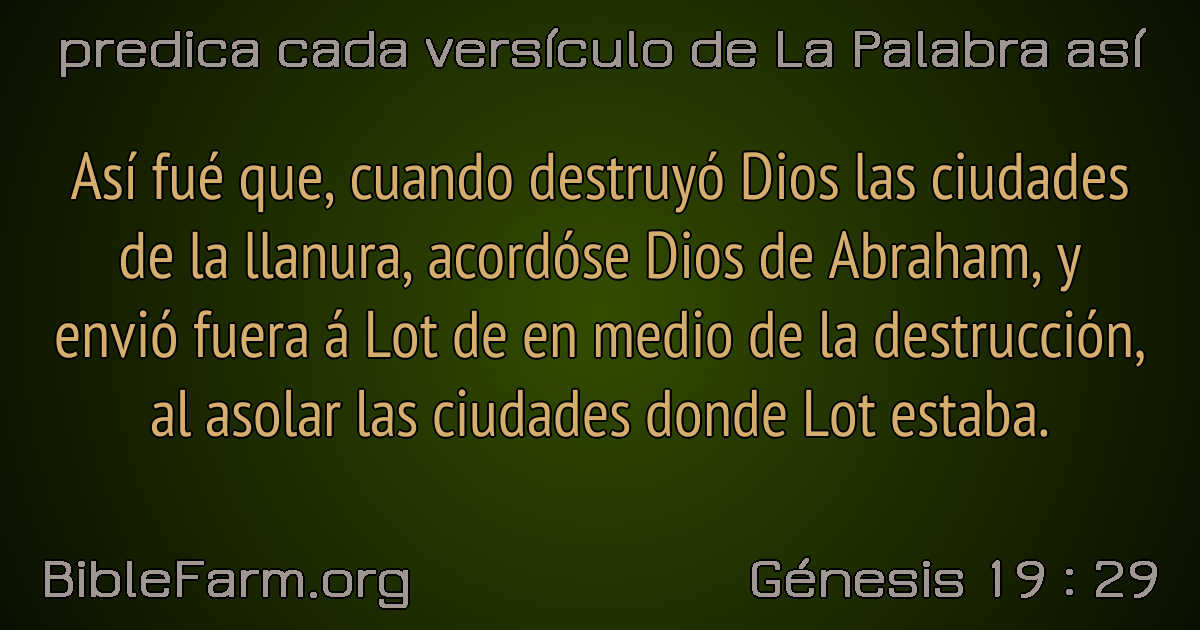 predica cada versículo de La Palabra así
Así fué que, cuando destruyó Dios las ciudades
de la llanura, acordóse Dios de Abraham, y
envió fuera á Lot de en medio de la destrucción,
al asolar las ciudades donde Lot estaba.
BibleFarm.org
Génesis 19 : 29